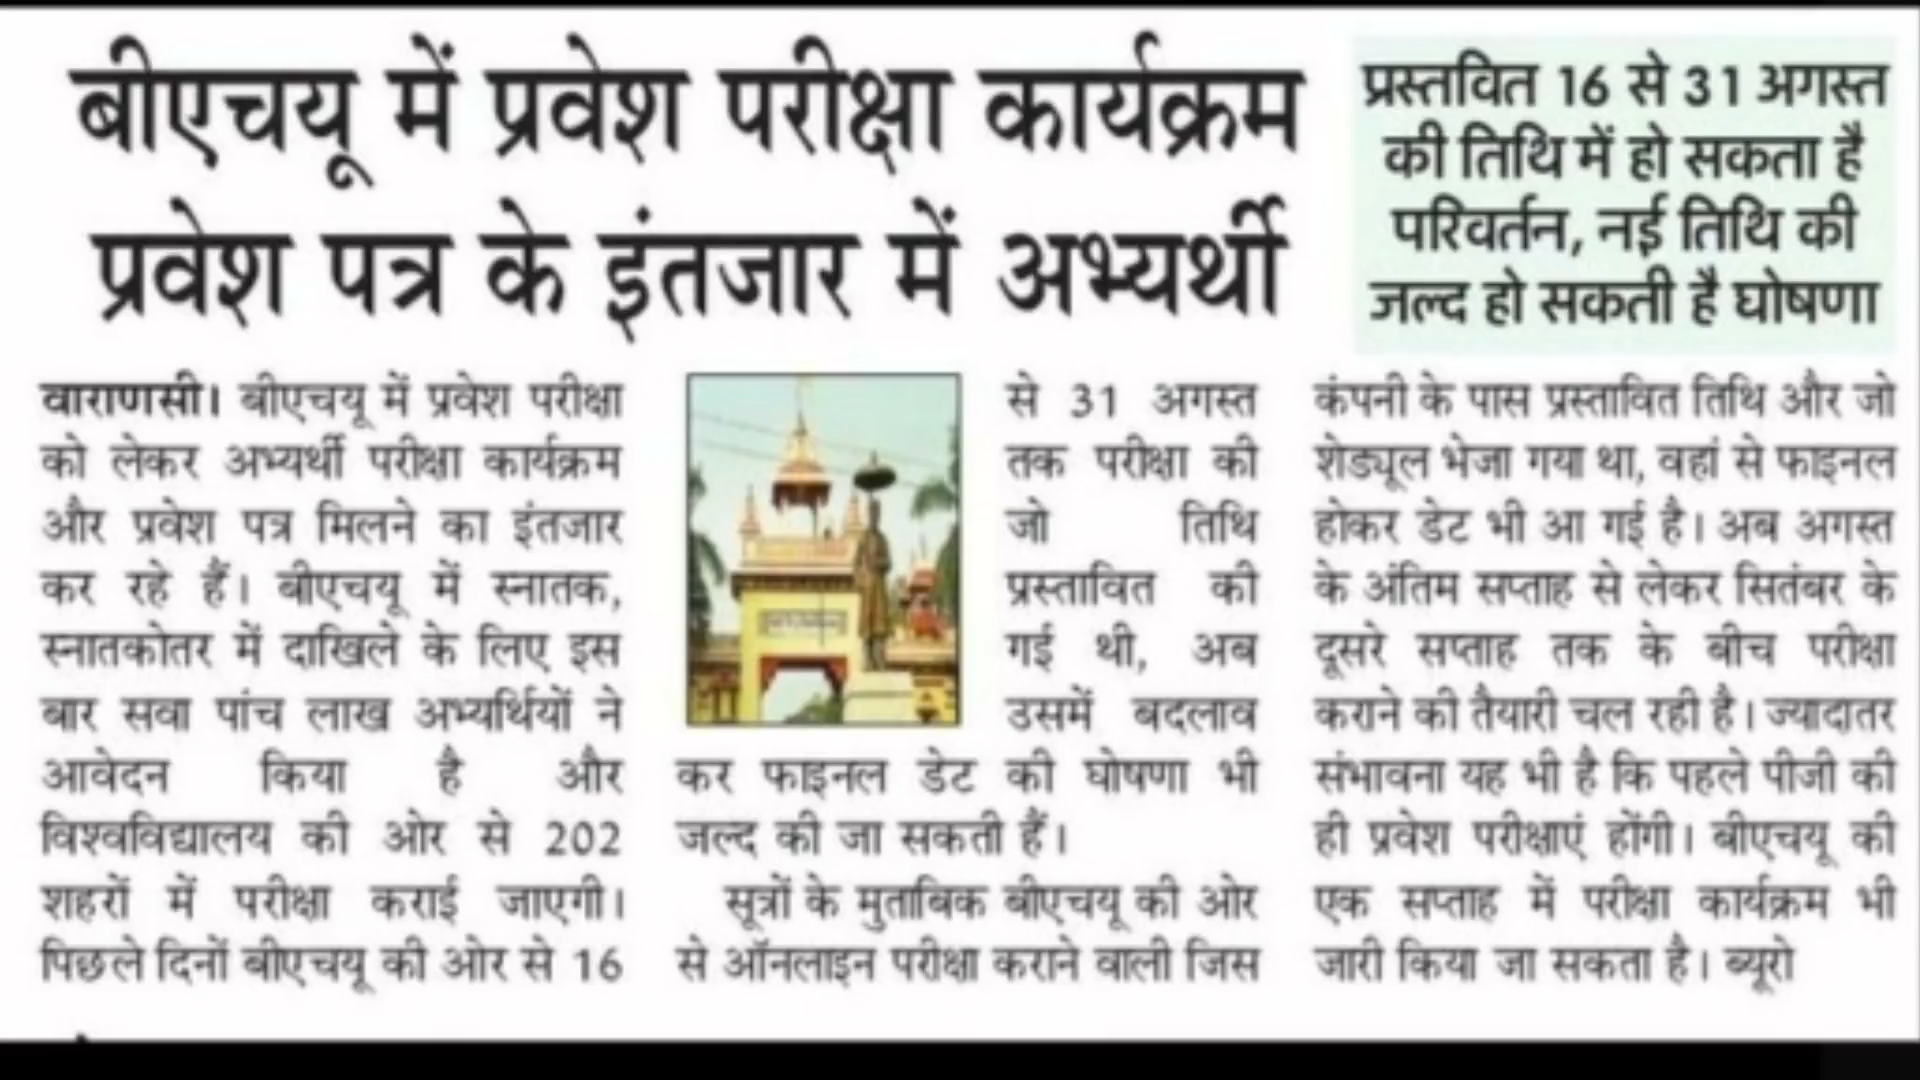 बीएचयू में प्रवेश परीक्षा कार्यक्रम
प्रवेश पत्र के इंतजार में अभ्यर्थी
प्रस्तवित 16 से 31 अगस्त
की तिथि में हो सकता है
परिवर्तन, नई तिथि की
जल्द हो सकती है घोषणा
वाराणसी। बीएचयू में प्रवेश परीक्षा
को लेकर अभ्यर्थी परीक्षा कार्यक्रम
और प्रवेश पत्र मिलने का इंतजार
कर रहे हैं। बीएचयू में स्नातक,
स्नातकोतर में दाखिले के लिए इस
बार सवा पांच लाख अभ्यर्थियों ने
आवेदन किया है और
विश्वविद्यालय की ओर से 202
शहरों में परीक्षा कराई जाएगी।
पिछले दिनों बीएचयू की ओर से 16
से 31 अगस्त
तक परीक्षा की
जो तिथि
प्रस्तावित की
गई थी, अब
उसमें बदलाव
कर फाइनल डेट की घोषणा भी
जल्द की जा सकती हैं।
सूत्रों के मुताबिक बीएचयू की ओर
से ऑनलाइन परीक्षा कराने वाली जिस
कंपनी के पास प्रस्तावित तिथि और जो
शेड्यूल भेजा गया था, वहां से फाइनल
होकर डेट भी आ गई है। अब अगस्त
के अंतिम सप्ताह से लेकर सितंबर के
दूसरे सप्ताह तक के बीच परीक्षा
कराने की तैयारी चल रही है। ज्यादातर
संभावना यह भी है कि पहले पीजी की
ही प्रवेश परीक्षाएं होंगी। बीएचयू की
एक सप्ताह में परीक्षा कार्यक्रम भी
जारी किया जा सकता है। ब्यूरो